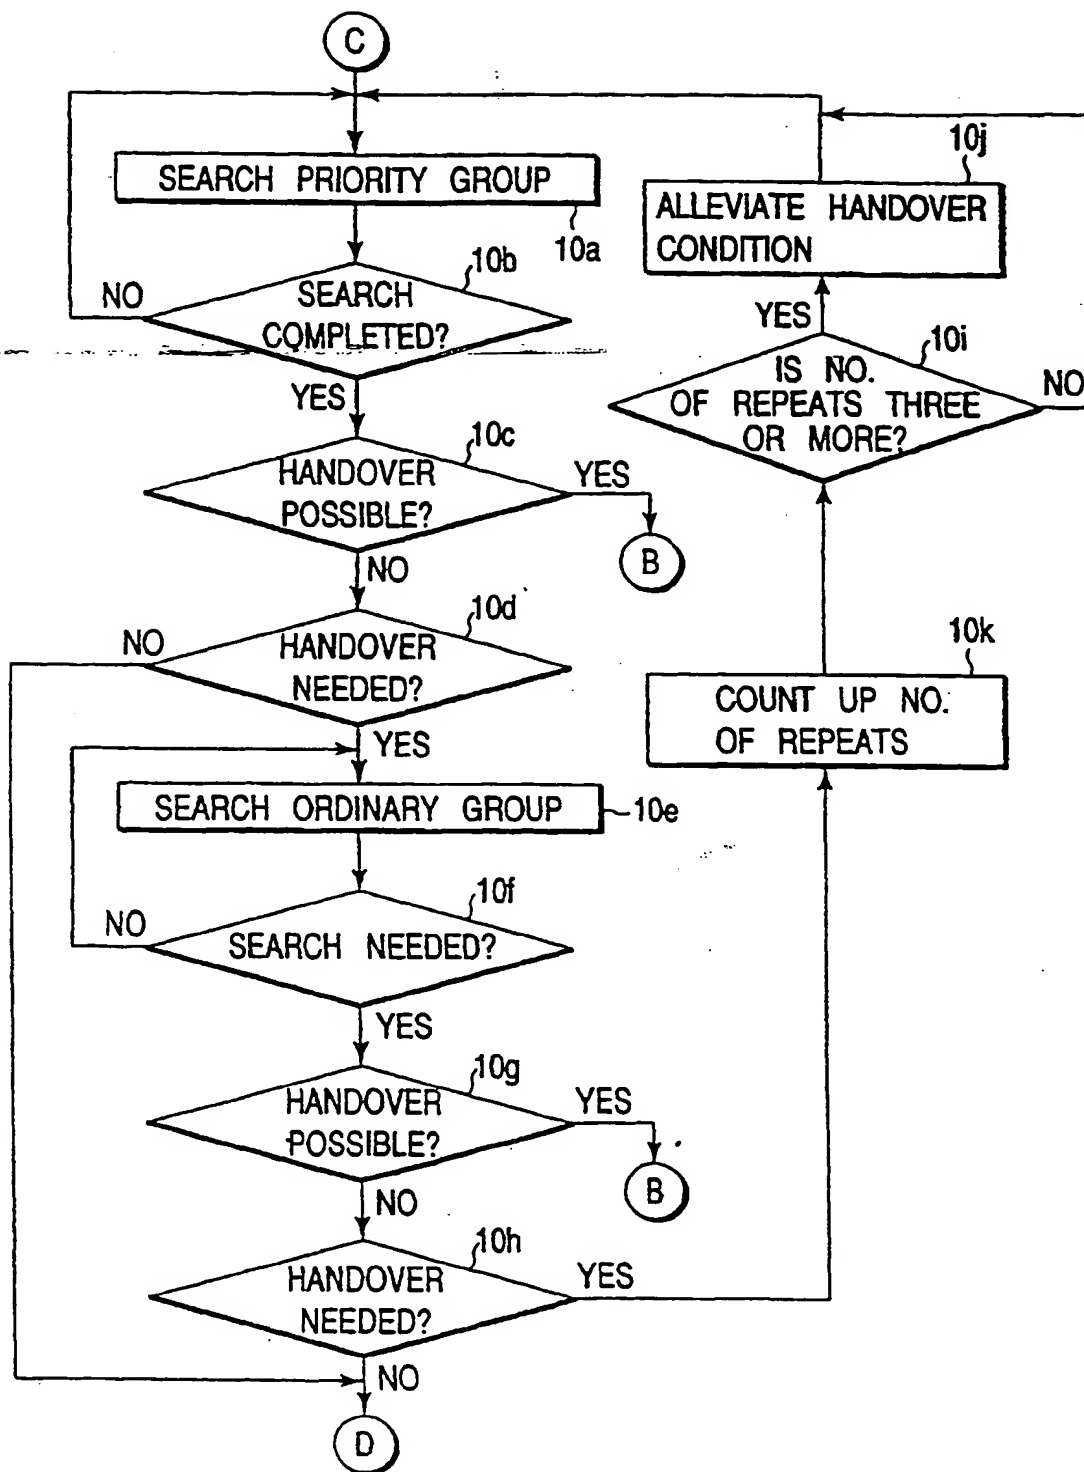 C
SEARCH PRIORITY GROUP
10a
10b
NO
SEARCH
COMPLETED?
YES
10c
HANDOVER
POSSIBLE?
YES
B
NO
10d
NO
HANDOVER
NEEDED?
YES
SEARCH ORDINARY GROUP
10e
10f
NO
SEARCH NEEDED?
YES
10g
HANDOVER
POSSIBLE?
YES
B
NO
10h
HANDOVER
NEEDED?
YES
NO
D
10j
ALLEVIATE HANDOVER
CONDITION
YES
10i
IS NO.
OF REPEATS THREE
OR MORE?
NO
10k
COUNT UP NO.
OF REPEATS